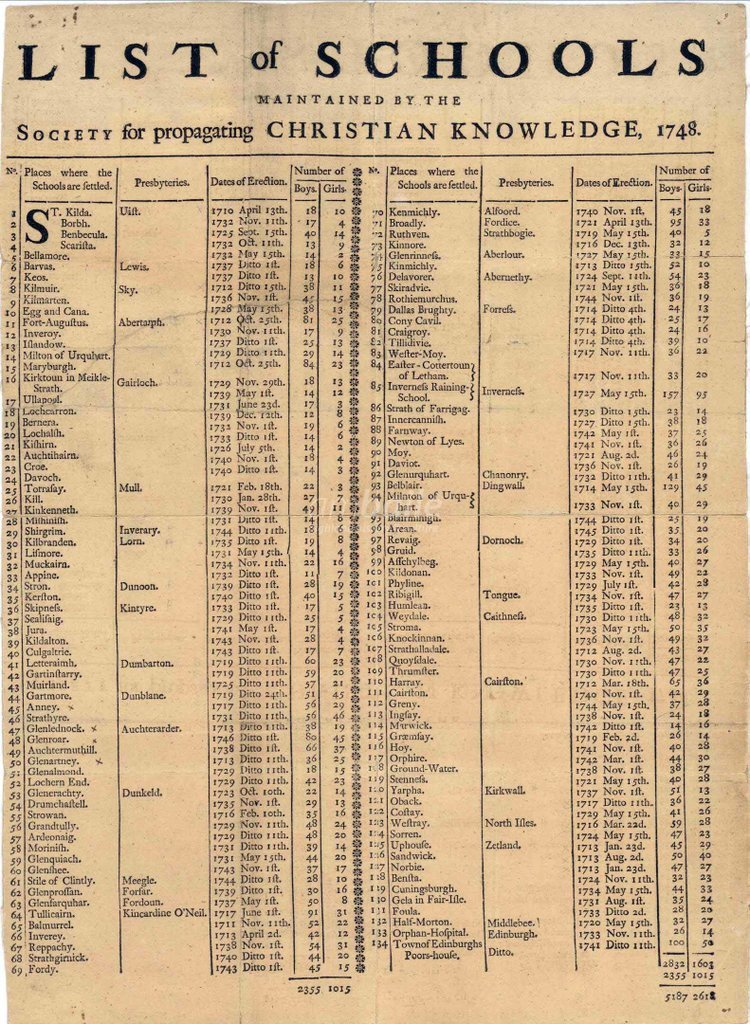 LIST of SCHOOLS
MAINTAINED BY THE
SOCIETY for propagating CHRISTIAN KNOWLEDGE, 1748.
No. Places where the Schools are settled. Presbyteries. Dates of Erection. Number of Boys. Girls.
1 ST. Kilda. Uist. 1710 April 13th. 18 10
2 Borbh. 1732 Nov. 11th. 17 4
3 Benbecula. 1725 Sept. 15th. 40 14
4 Scarista. 1732 Oct. 11th. 13 9
5 Bellamore. 1732 May 15th. 14 2
6 Barvas. Lewis. 1737 Ditto 1st. 18 6
7 Keos. 1737 Ditto 1st. 13 10
8 Kilmuir. Sky. 1712 Ditto 15th. 38 11
9 Kilmarten. 1736 Nov. 1st. 45 15
10 Egg and Cana. 1728 May 15th. 38 13
11 Fort-Augustus. Abertarph. 1712 Oct. 25th. 81 25
12 Inveroy. 1730 Nov. 11th. 17 9
13 Islandow. 1737 Ditto 1st. 25 13
14 Milton of Urquhart. 1729 Ditto 11th. 29 14
15 Maryburgh. 1712 Oct. 25th. 84 23
16 Kirktoun in Meikle-
Strath. Gairloch. 1729 Nov. 29th. 18 13
17 Ullapool. 1739 May 1st. 14 12
18 Lochcarron. 1731 June 23d. 17 3
19 Bernera. 1739 Dec. 12th. 12 8
20 Lochalsh. 1732 Nov. 1st. 19 6
21 Kishirn. 1733 Ditto 1st. 14 6
22 Auchtihairn. 1726 July 5th. 14 2
23 Croe. 1740 Nov. 1st. 18 4
24 Davoch. 1740 Ditto 1st. 14 3
25 Torrasay. Mull. 1721 Feb. 18th. 22 3
26 Kill. 1730 Jan. 28th. 27 7
27 Kinkenneth. 1739 Nov. 1st. 49
28 Mishinish. 1731 Ditto 1st. 14 8
29 Shirgrim. Inverary. 1744 Ditto 11th. 18 6
30 Kilbranden. Lorn. 1735 Ditto 1st. 19 8
31 Lismore. 1731 May 15th. 14 4
32 Muckairn. 1734 Nov. 11th. 22 16
33 Appine. 1732 Ditto 1st. 11 7
34 Stron. Dunoon. 1739 Ditto 1st. 28 19
35 Kerston. 1740 Ditto 1st. 40 15
36 Skipness. Kintyre. 1733 Ditto 1st. 17 5
37 Sealisaig. 1729 Ditto 11th. 25 5
38 Jura. 1741 May 1st. 17 4
39 Kildalton. 1743 Nov. 1st. 28 4
40 Culgaltrie. 1743 Ditto 1st. 17 7
41 Letteraimh. Dumbarton. 1719 Ditto 11th. 60 23
42 Gartinstarry. 1719 Ditto 11th. 59 20
43 Muirland. 1725 Ditto 11th. 57 21
44 Gartmore. Dunblane. 1719 Ditto 24th. 51 45
45 Anney. 1717 Ditto 11th. 56 29
46 Strathyre. 1731 Ditto 11th. 56 46
47 Glenlednock. Auchterarder. 1713 Ditto 11th. 38 19
48 Glenroar. 1746 Ditto 1st. 80 45
49 Auchtermuthill. 1738 Ditto 1st. 66 37
50 Glenartney. 1713 Ditto 11th. 36 25
51 Glenalmond. 1729 Ditto 11th. 18 15
52 Lochern End. 1729 Ditto 11th. 42 23
53 Glenerachty. Dunkeld. 1723 Oct. 10th. 22 14
54 Drumchastell. 1735 Nov. 1st. 29 13
55 Strowan. 1716 Feb. 10th. 35 16
56 Grandtully. 1729 Nov. 11th. 48 24
57 Ardeonaig. 1729 Ditto 11th. 48 20
58 Morinish. 1731 Ditto 11th. 39 14
59 Glenquiach. 1731 May 15th. 44 20
60 Glenshee. 1743 Nov. 1st. 37 17
61 Stile of Clintly. Meegle. 1744 Ditto 1st. 28 10
62 Glenprossan. Forfar. 1739 Ditto 1st. 30 16
63 Glenfarquhar. Fordoun. 1737 May 1st. 50 8
64 Tullicairn. Kincardine O'Neil. 1717 June 1st. 91 31
65 Balmurrel. 1711 Nov. 11th. 52 22
66 Inverey. 1713 April 2d. 42 12
67 Reppachy. 1738 Nov. 1st. 54 31
68 Strathgirnick. 1740 Ditto 1st. 44 20
69 Fordy. 1743 Ditto 1st. 45 15
2355 1015
No. Places where the Schools are settled. Presbyteries. Dates of Erection. Number of Boys. Girls.
70 Kenmichly. Alfoord. 1740 Nov. 1st. 45 18
71 Broadly. Fordice. 1721 April 13th. 95 33
72 Ruthven. Strathbogie. 1719 May 15th. 40 5
73 Kinnore. 1716 Dec. 13th. 32 12
74 Glenrinness. Aberlour. 1727 May 15th. 33 15
75 Kinmichly. 1713 Ditto 15th. 52 10
76 Delavorer. Abernethy. 1724 Sept. 11th. 54 23
77 Skiradvie. 1721 May 15th. 36 18
78 Rothiemurchus. 1744 Nov. 1st. 36 19
79 Dallas Brughty. Forress. 1714 Ditto 4th. 24 13
80 Cony Cavil. 1714 Ditto 4th. 25 17
81 Craigroy. 1714 Ditto 4th. 24 16
82 Tillidivie. 1714 Ditto 4th. 39 10
83 Wester-Moy. 1717 Nov. 11th. 36 22
84 Easter-Cottertoun
of Letham. 1717 Nov. 11th. 33 20
85 Inverness Raining-
School. Inverness. 1727 May 15th. 157 95
86 Strath of Farrigag. 1730 Ditto 15th. 23 14
87 Innercannish. 1727 Ditto 15th. 38 18
88 Farnway. 1742 May 1st. 37 25
89 Newton of Lyes. 1741 Nov. 1st. 36 26
90 Moy. 1721 Aug. 2d. 46 24
91 Daviot. 1736 Nov. 1st. 26 19
92 Glenurquhart. Chanonry. 1732 Ditto 11th. 41 29
93 Belblair. Dingwall. 1714 May 15th. 129 45
94 Milnton of Urqu-
hart. 1733 Nov. 1st. 40 29
95 Blairminigh. 1744 Ditto 1st. 25 19
96 Arean. 1745 Ditto 1st. 35 20
97 Revaig. Dornoch. 1729 Ditto 1st. 34 20
98 Gruid. 1735 Ditto 11th. 33 26
99 Asschylbeg. 1729 May 15th. 40 27
100 Kildonan. 1733 Nov. 1st. 49 22
101 Phyline. 1729 July 1st. 42 28
102 Ribigill. Tongue. 1734 Nov. 1st. 47 27
103 Humlean. 1735 Ditto 1st. 23 13
104 Weydale. Caithness. 1730 Ditto 11th. 48 32
105 Stroma. 1723 May 15th. 50 35
106 Knockinnan. 1736 Nov. 1st. 49 32
107 Strathalladale. 1712 Aug. 2d. 43 27
108 Quoysdale. 1730 Nov. 11th. 47 22
109 Thrumster. 1730 Ditto 11th. 47 25
110 Harray. Cairston. 1712 Mar. 18th. 65 36
111 Cairston. 1740 Nov. 1st. 42 29
112 Greny. 1744 May 15th. 37 28
113 Ingsay. 1738 Nov. 1st. 24 18
114 Marwick. 1742 Ditto 1st. 14 16
115 Græmsay. 1719 Feb. 2d. 26 14
116 Hoy. 1741 Nov. 1st. 40 28
117 Orphire. 1742 Mar. 1st. 44 30
118 Ground-Water. 1738 Nov. 1st. 38 27
119 Stenness. 1721 May 15th. 40 28
120 Yarpha. Kirkwall. 1737 Nov. 1st. 51 13
121 Oback. 1717 Ditto 11th. 36 22
122 Costay. 1729 May 15th. 41 26
123 Westray. North Isles. 1716 Mar. 22d. 59 28
124 Sorren. 1724 May 15th. 47 23
125 Uphouse. Zetland. 1713 Jan. 23d. 45 29
126 Sandwick. 1713 Aug. 2d. 50 40
127 Norbie. 1713 Jan. 23d. 47 27
128 Bensta. 1724 Nov. 11th. 32 23
129 Cuningsburgh. 1734 May 15th. 44 33
130 Gela in Fair-Isle. 1731 Aug. 1st. 35 24
131 Foula. 1733 Ditto 2d. 28 20
132 Half-Morton. Middlebee. 1720 May 15th. 32 27
133 Orphan-Hospital. Edinburgh. 1733 Nov. 11th. 26 14
134 Town of Edinburghs
Poors-house. Ditto. 1741 Ditto 11th. 100 50
2832 1603
2355 1015
5187 2618